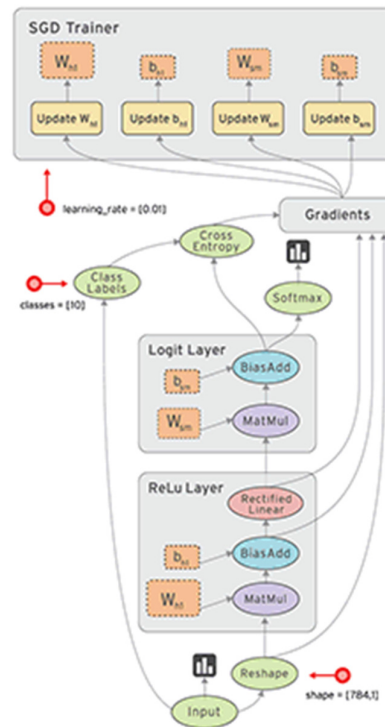 SGD Trainer
W_hl
b_hl
W_sm
b_sm
Update W_hl
Update b_hl
Update W_sm
Update b_sm
learning_rate = [0.01]
Gradients
Cross
Entropy
Class
Labels
classes = [10]
Softmax
Logit Layer
BiasAdd
b_sm
W_sm
MatMul
ReLu Layer
Rectified
Linear
BiasAdd
b_hl
W_hl
MatMul
Reshape
shape = [784,1]
Input